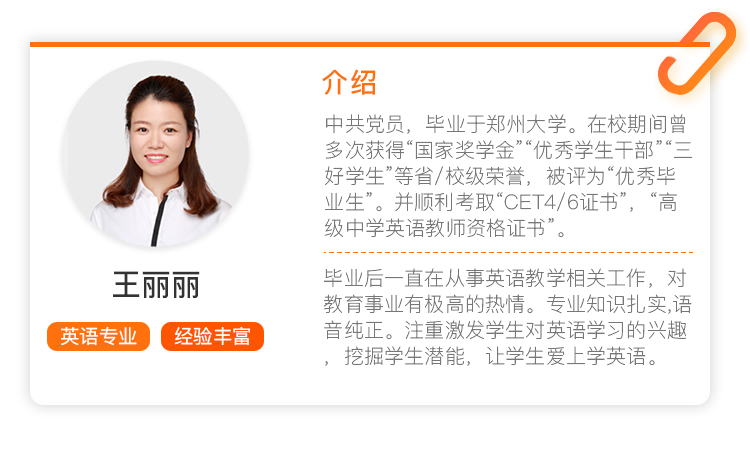 王丽丽
英语专业
经验丰富
介绍
中共党员，毕业于郑州大学。在校期间曾
多次获得“国家奖学金”“优秀学生干部”“三
好学生”等省/校级荣誉，被评为“优秀毕
业生”。并顺利考取“CET4/6证书”，“高
级中学英语教师资格证书”。
毕业后一直在从事英语教学相关工作，对
教育事业有极高的热情。专业知识扎实,语
音纯正。注重激发学生对英语学习的兴趣
，挖掘学生潜能，让学生爱上学英语。